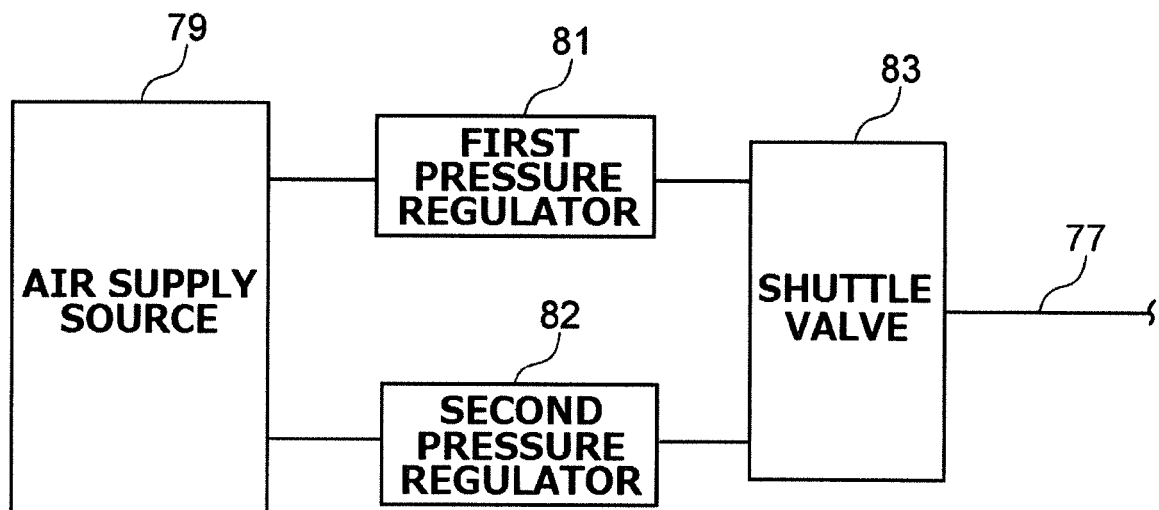 79
81
83
FIRST
PRESSURE
REGULATOR
AIR SUPPLY
SOURCE
SHUTTLE
VALVE
77
82
SECOND
PRESSURE
REGULATOR